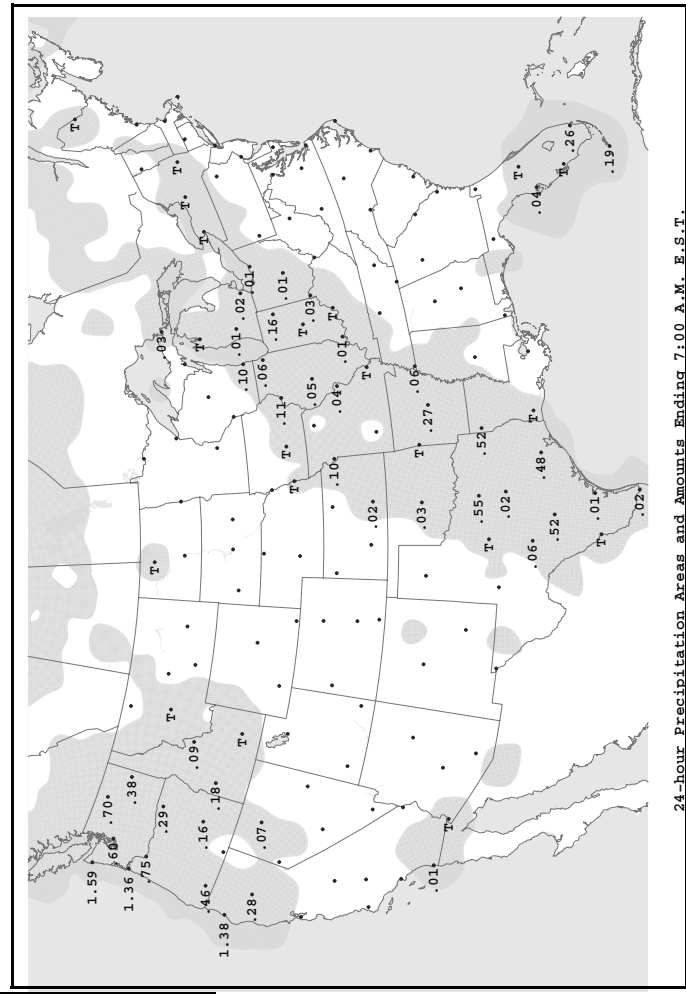 T
1.59
.60
.70
1.36
.38
.75
T
.29
.03
T
T
T
.09
T
.16
T
.46
.18
1.38
.01
.02
T
.10
.01
.28
.07
.06
.16
.11
.01
T
T
T
.03
.05
T
.10
.04
.01
T
.02
.06
T
.03
.27
.01
T
.55
.52
T
.02
T
.06
T
.04
.48
.52
T
.26
.01
T
.19
.02
24-hour Precipitation Areas and Amounts Ending 7:00 A.M. E.S.T.